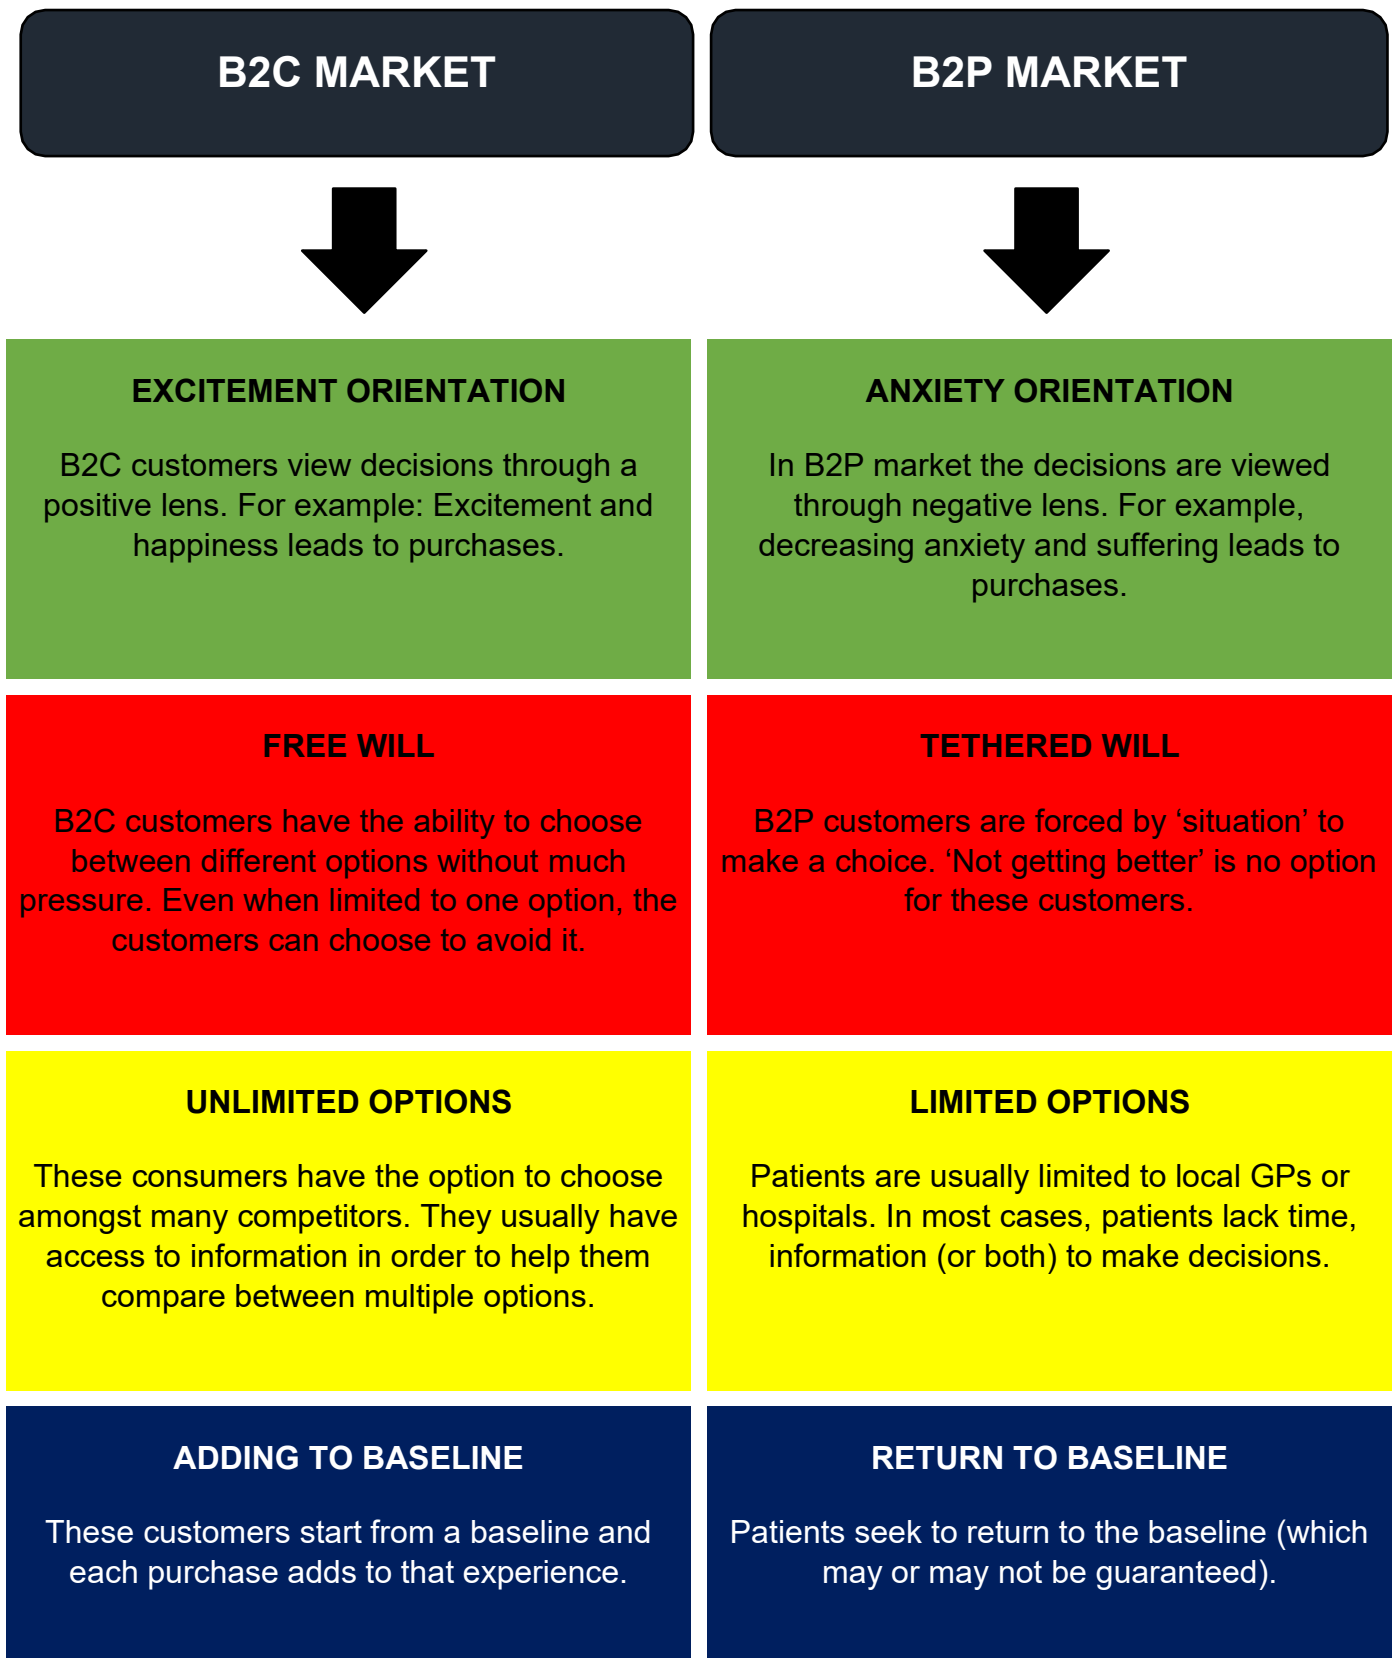 B2C MARKET
B2P MARKET
EXCITEMENT ORIENTATION
B2C customers view decisions through a
positive lens. For example: Excitement and
happiness leads to purchases.
ANXIETY ORIENTATION
In B2P market the decisions are viewed
through negative lens. For example,
decreasing anxiety and suffering leads to
purchases.
FREE WILL
B2C customers have the ability to choose
between different options without much
pressure. Even when limited to one option, the
customers can choose to avoid it.
TETHERED WILL
B2P customers are forced by ‘situation’ to
make a choice. ‘Not getting better’ is no option
for these customers.
UNLIMITED OPTIONS
These consumers have the option to choose
amongst many competitors. They usually have
access to information in order to help them
compare between multiple options.
LIMITED OPTIONS
Patients are usually limited to local GPs or
hospitals. In most cases, patients lack time,
information (or both) to make decisions.
ADDING TO BASELINE
These customers start from a baseline and
each purchase adds to that experience.
RETURN TO BASELINE
Patients seek to return to the baseline (which
may or may not be guaranteed).